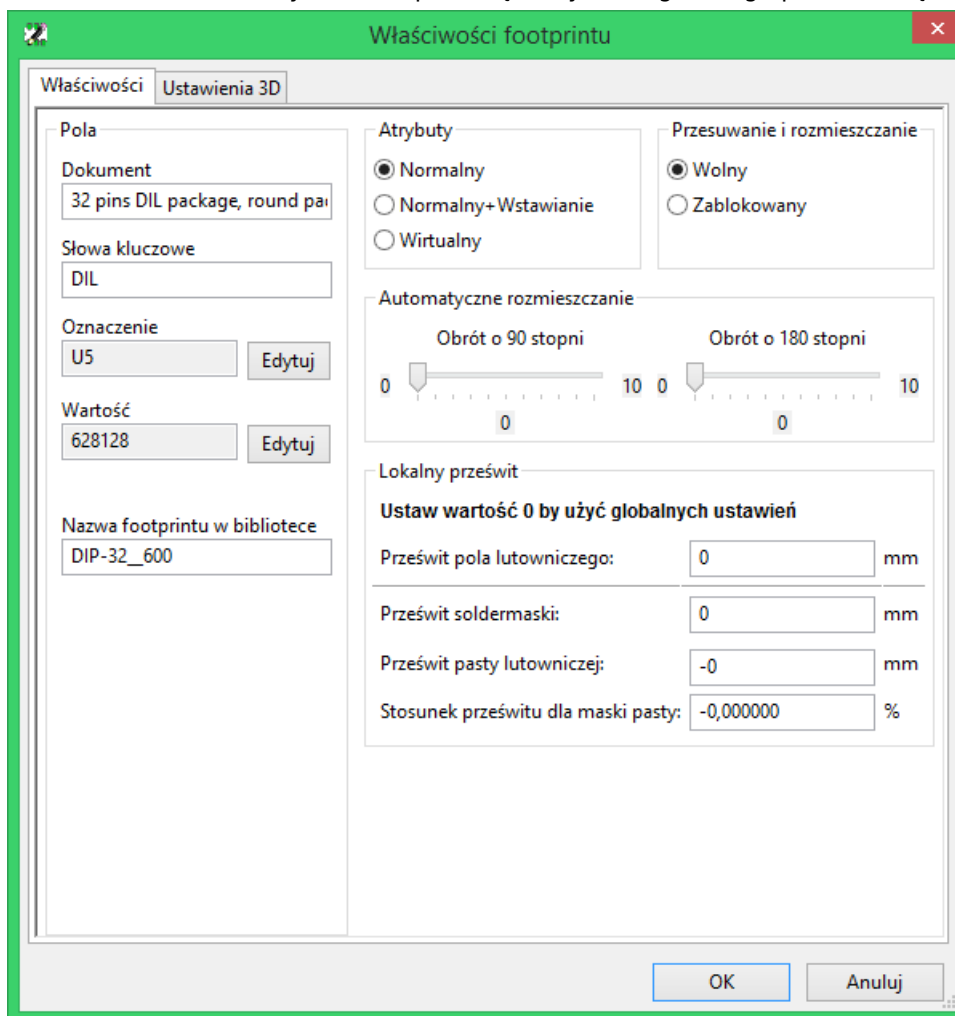 Właściwości footprintu
Właściwości
Ustawienia 3D
Pola
Dokument
32 pins DIL package, round
Słowa kluczowe
DIL
Oznaczenie
U5
Edytuj
Wartość
628128
Edytuj
Nazwa footprintu w bibliotece
DIP-32__600
Atrybuty
Normalny
Normalny+Wstawianie
Wirtualny
Przesuwanie i rozmieszczanie
Wolny
Zablokowany
Automatyczne rozmieszczanie
Obrót o 90 stopni
0 10
0
Obrót o 180 stopni
0 10
0
Lokalny prześwit
Ustaw wartość 0 by użyć globalnych ustawień
Prześwit pola lutowniczego: 0 mm
Prześwit soldermaski: 0 mm
Prześwit pasty lutowniczej: -0 mm
Stosunek prześwitu dla maski pasty: -0,000000 %
OK
Anuluj